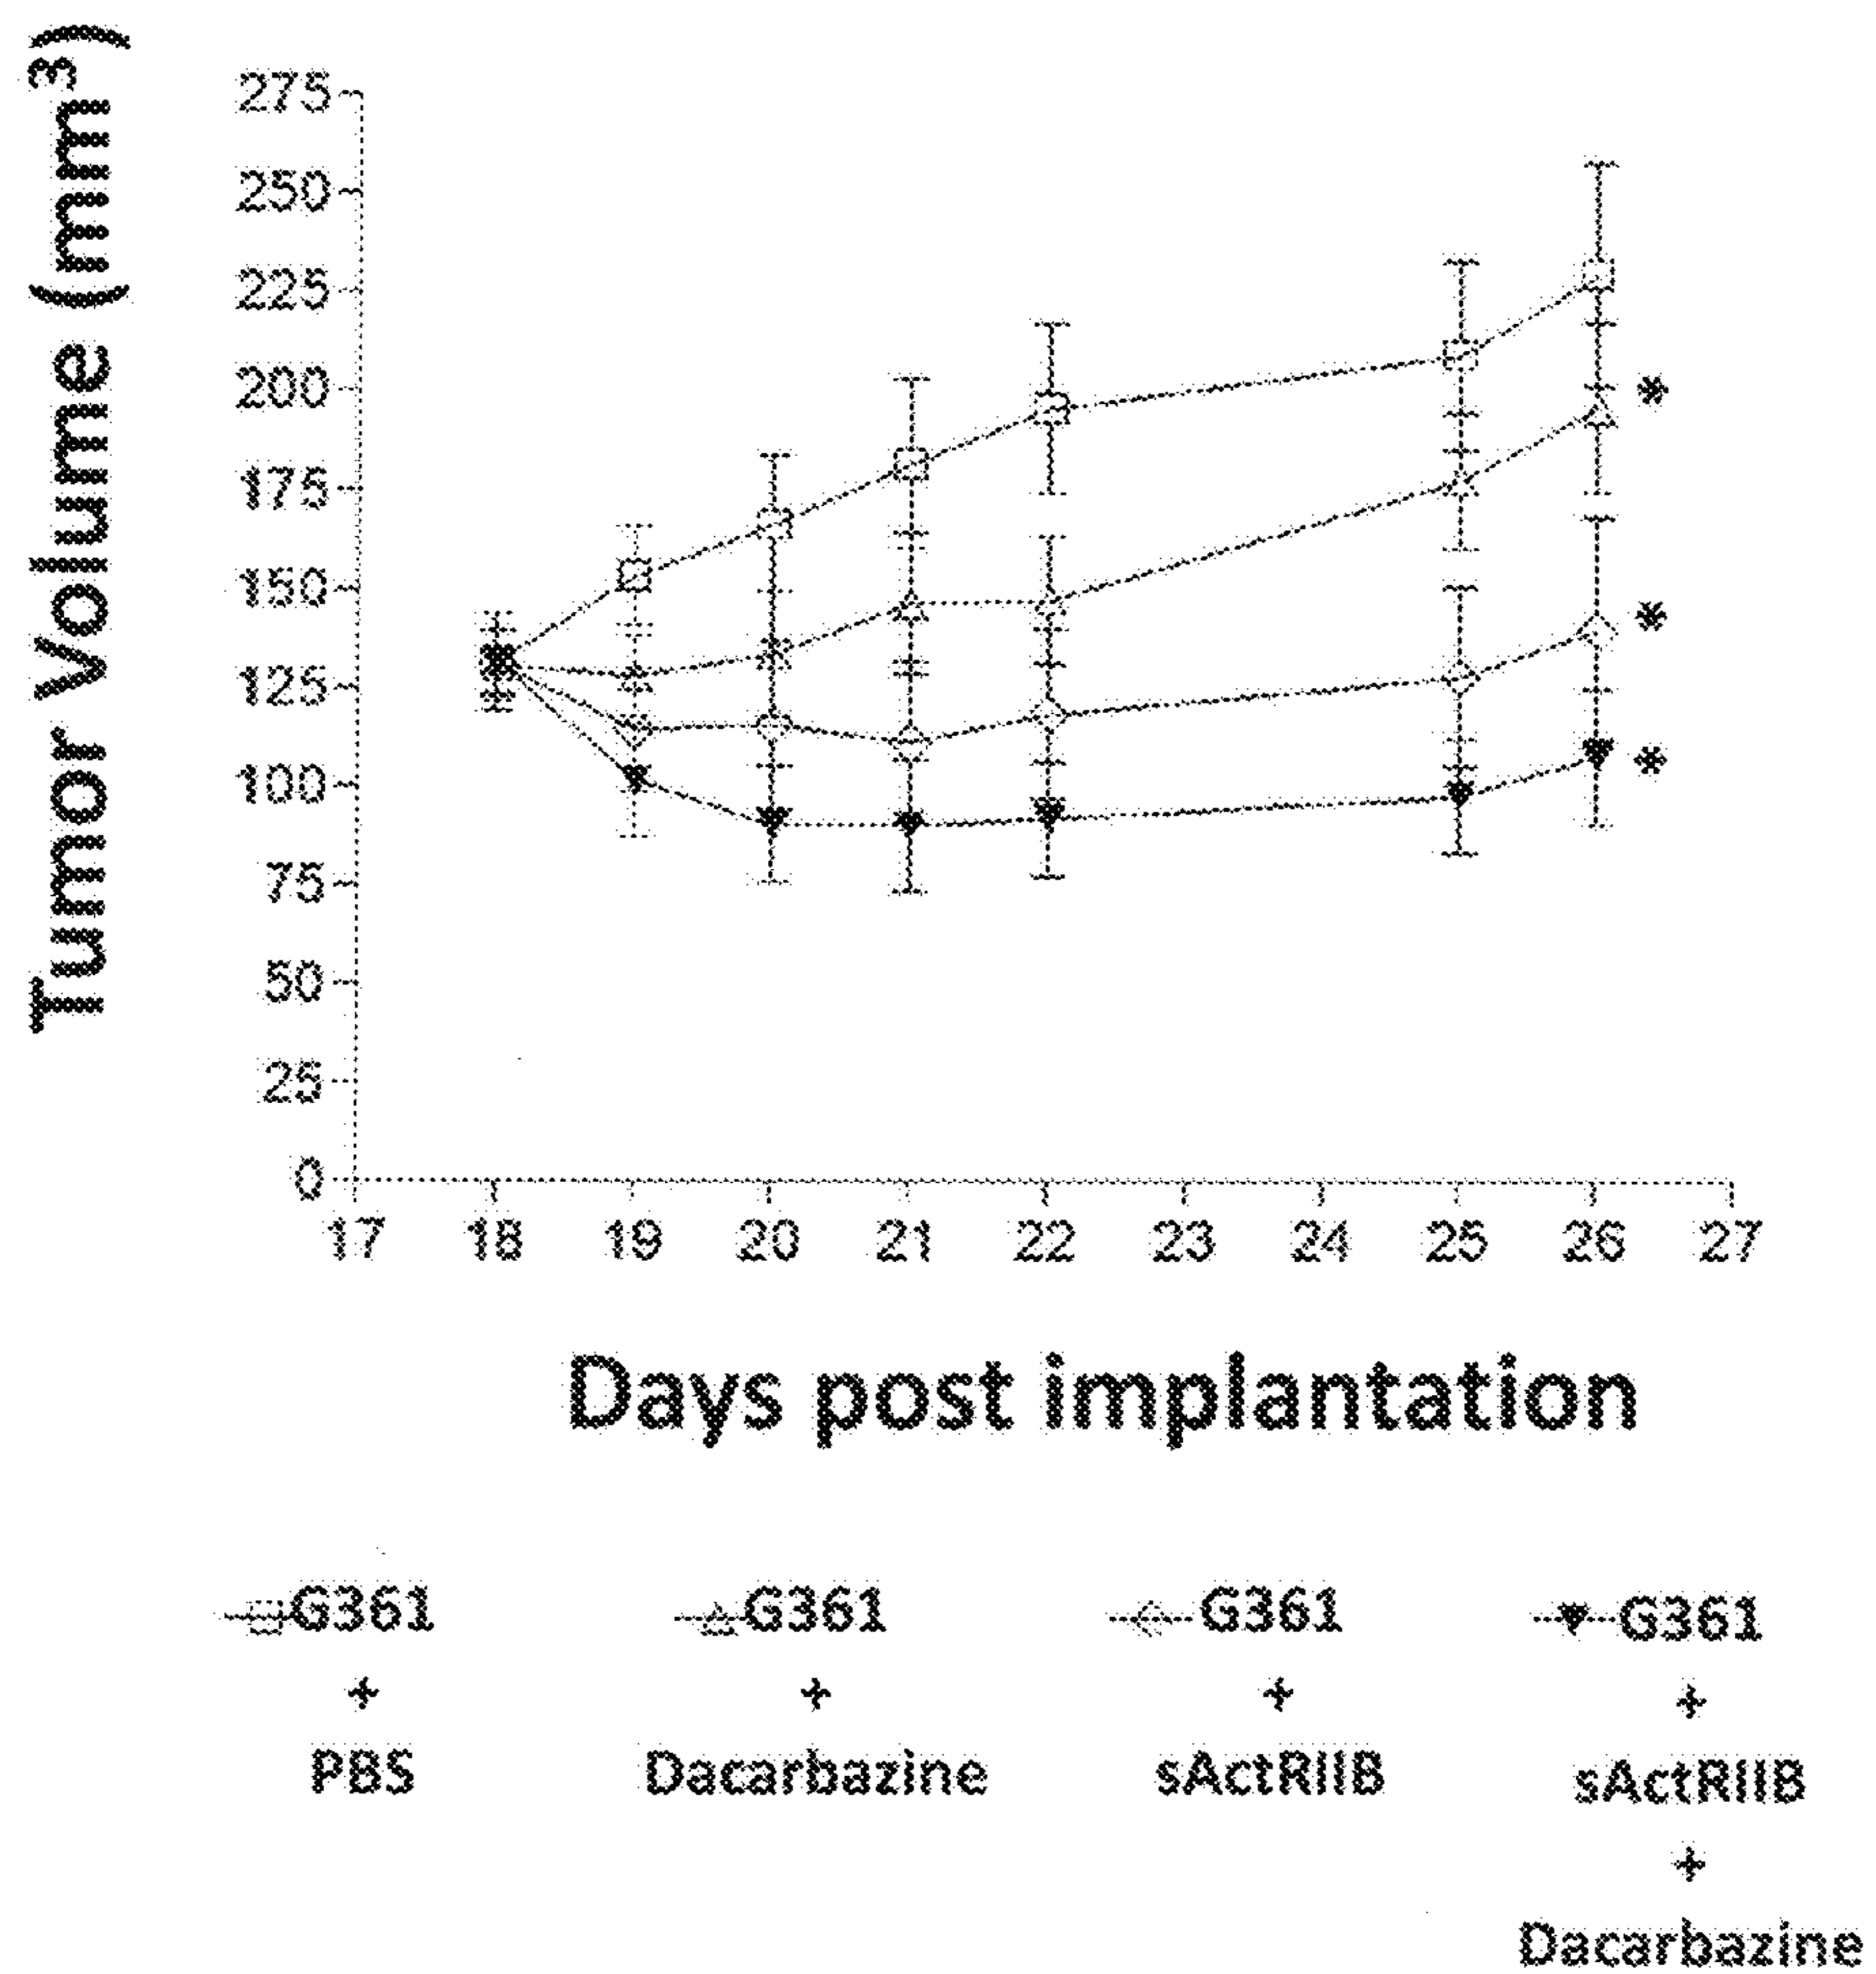 Tumor Volume (mm³)
275
250
225
200
175
150
125
100
75
50
25
0
17 18 19 20 21 22 23 24 25 26 27
*
*
*
Days post implantation
G361 G361 G361 G361
+ + + +
PBS Dacarbazine sActRIIB sActRIIB
+
Dacarbazine